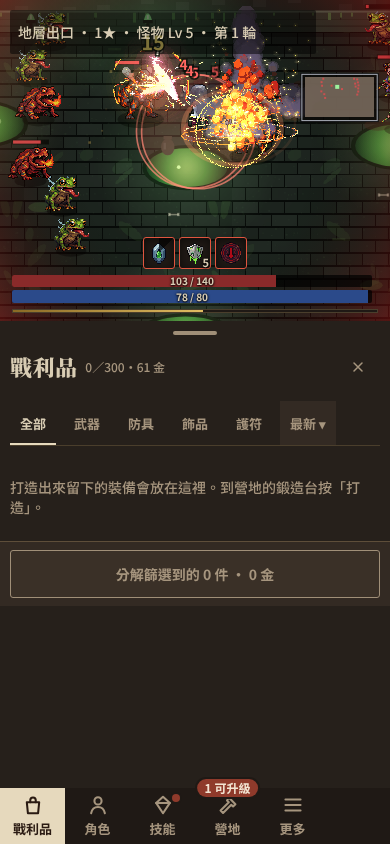 地層出口 · 1★ · 怪物 Lv 5 · 第 1 輪
15
5
103 / 140
78 / 80
戰利品 0／300·61 金 ×
全部 武器 防具 飾品 護符 最新 ▾
打造出來留下的裝備會放在這裡。到營地的鍛造台按「打
造」。
分解篩選到的 0 件 · 0 金
1 可升級
戰利品 角色 技能 營地 更多